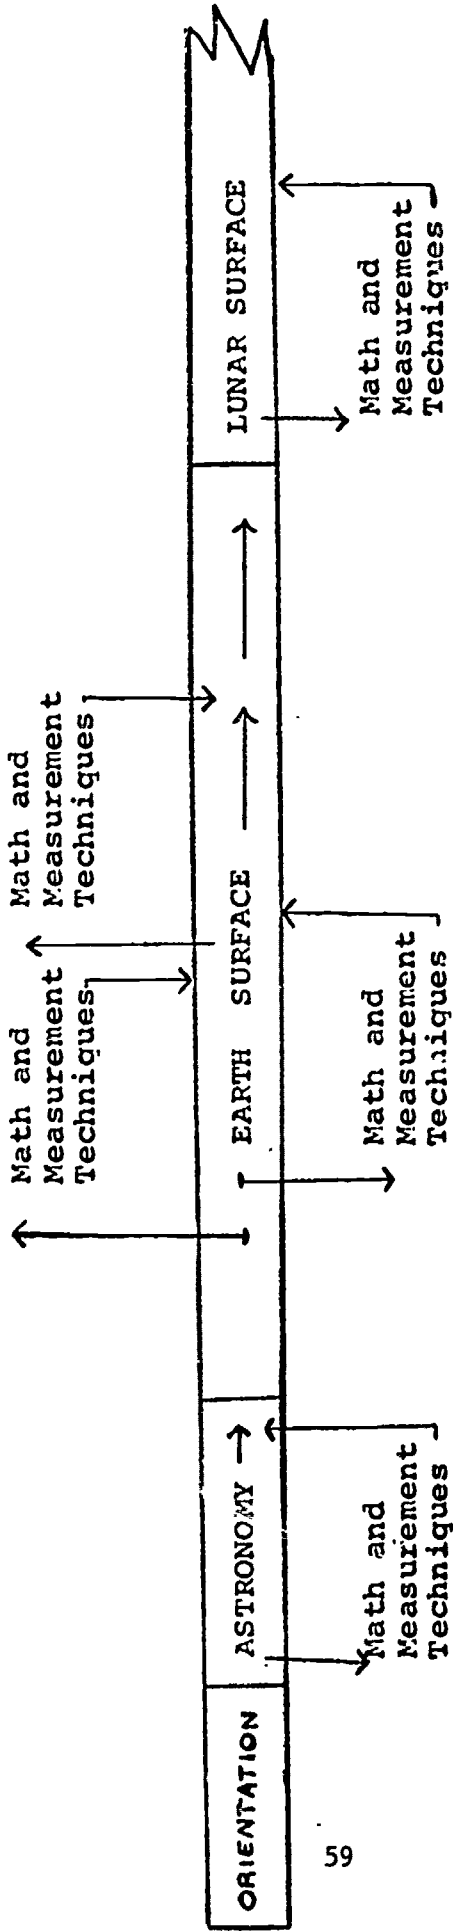 Math and
Measurement
Techniques
Math and
Measurement
Techniques
ORIENTATION
ASTRONOMY
EARTH SURFACE
LUNAR SURFACE
Math and
Measurement
Techniques
Math and
Measurement
Techniques
Math and
Measurement
Techniques
59